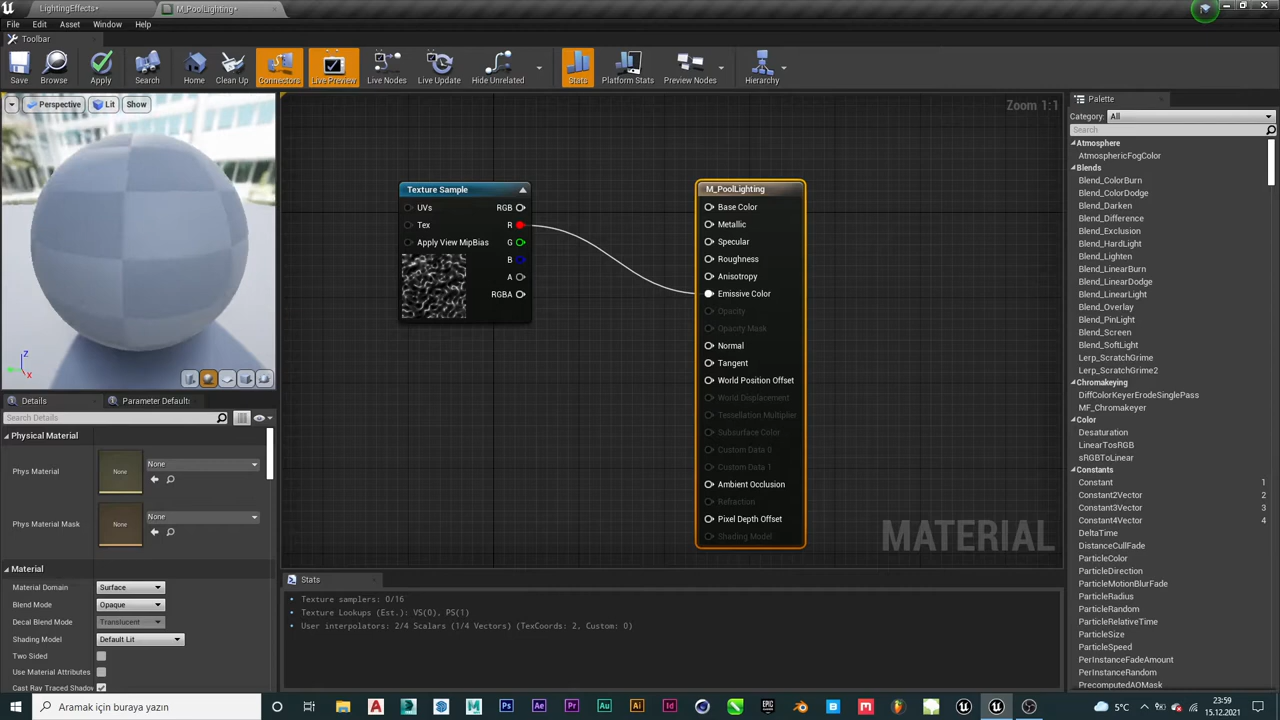 LightingEffects*
M_PoolLighting*
File Edit Asset Window Help
Toolbar
Save
Browse
Apply
Search
Home
Clean Up
Connectors
Live Preview
Live Nodes
Live Update
Hide Unrelated
Stats
Platform Stats
Preview Nodes
Hierarchy
Perspective
Lit
Show
Z
X
Zoom 1:1
Texture Sample
UVs
Tex
Apply View MipBias
RGB
R
G
B
A
RGBA
M_PoolLighting
Base Color
Metallic
Specular
Roughness
Anisotropy
Emissive Color
Opacity
Opacity Mask
Normal
Tangent
World Position Offset
World Displacement
Tessellation Multiplier
Subsurface Color
Custom Data 0
Custom Data 1
Ambient Occlusion
Refraction
Pixel Depth Offset
Shading Model
MATERIAL
Palette
Category: All
Search
Atmosphere
AtmosphericFogColor
Blends
Blend_ColorBurn
Blend_ColorDodge
Blend_Darken
Blend_Difference
Blend_Exclusion
Blend_HardLight
Blend_Lighten
Blend_LinearBurn
Blend_LinearDodge
Blend_LinearLight
Blend_Overlay
Blend_PinLight
Blend_Screen
Blend_SoftLight
Lerp_ScratchGrime
Lerp_ScratchGrime2
Chromakeying
DiffColorKeyerErodeSinglePass
MF_Chromakeyer
Color
Desaturation
LinearTosRGB
sRGBToLinear
Constants
Constant 1
Constant2Vector 2
Constant3Vector 3
Constant4Vector 4
DeltaTime
DistanceCullFade
ParticleColor
ParticleDirection
ParticleMotionBlurFade
ParticleRadius
ParticleRandom
ParticleRelativeTime
ParticleSize
ParticleSpeed
PerInstanceFadeAmount
PerInstanceRandom
PrecomputedAOMask
Details
Parameter Default:
Search Details
Physical Material
Phys Material
None
None
Phys Material Mask
None
None
Material
Material Domain Surface
Blend Mode Opaque
Decal Blend Mode Translucent
Shading Model Default Lit
Two Sided
Use Material Attributes
Cast Ray Traced Shadow
Stats
Texture samplers: 0/16
Texture Lookups (Est.): VS(0), PS(1)
User interpolators: 2/4 Scalars (1/4 Vectors) (TexCoords: 2, Custom: 0)
Aramak için buraya yazın
5°C
23:59
15.12.2021